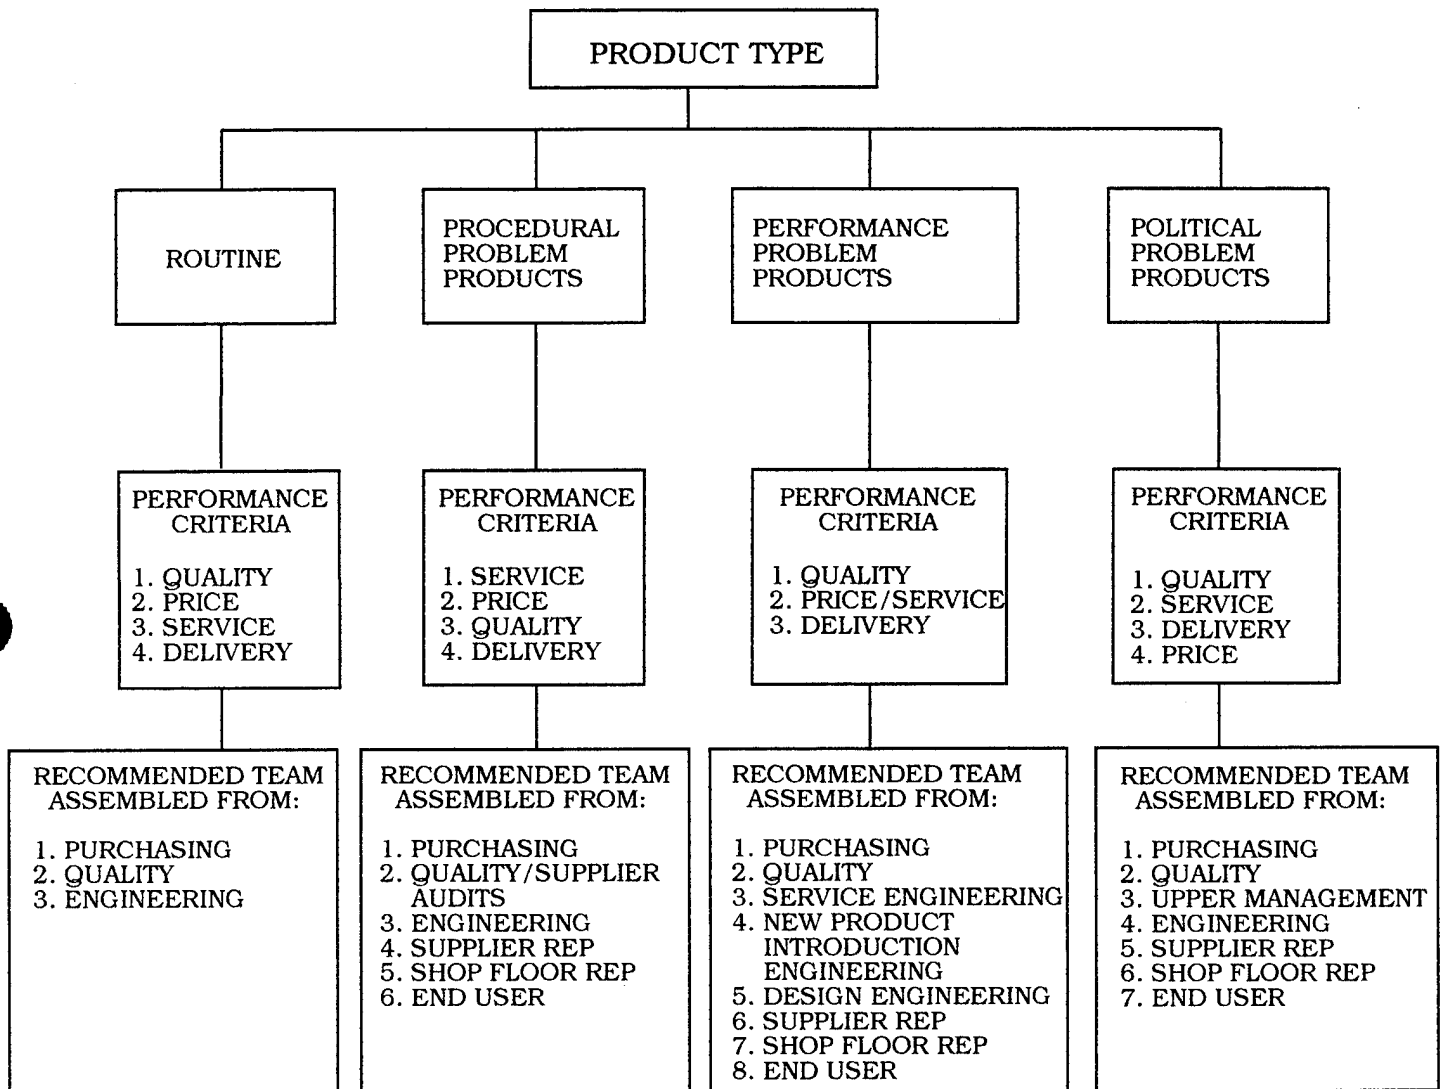 PRODUCT TYPE
ROUTINE
PROCEDURAL
PROBLEM
PRODUCTS
PERFORMANCE
PROBLEM
PRODUCTS
POLITICAL
PROBLEM
PRODUCTS
PERFORMANCE
CRITERIA
1. QUALITY
2. PRICE
3. SERVICE
4. DELIVERY
PERFORMANCE
CRITERIA
1. SERVICE
2. PRICE
3. QUALITY
4. DELIVERY
PERFORMANCE
CRITERIA
1. QUALITY
2. PRICE/SERVICE
3. DELIVERY
PERFORMANCE
CRITERIA
1. QUALITY
2. SERVICE
3. DELIVERY
4. PRICE
RECOMMENDED TEAM
ASSEMBLED FROM:
1. PURCHASING
2. QUALITY
3. ENGINEERING
RECOMMENDED TEAM
ASSEMBLED FROM:
1. PURCHASING
2. QUALITY/SUPPLIER
AUDITS
3. ENGINEERING
4. SUPPLIER REP
5. SHOP FLOOR REP
6. END USER
RECOMMENDED TEAM
ASSEMBLED FROM:
1. PURCHASING
2. QUALITY
3. SERVICE ENGINEERING
4. NEW PRODUCT
INTRODUCTION
ENGINEERING
5. DESIGN ENGINEERING
6. SUPPLIER REP
7. SHOP FLOOR REP
8. END USER
RECOMMENDED TEAM
ASSEMBLED FROM:
1. PURCHASING
2. QUALITY
3. UPPER MANAGEMENT
4. ENGINEERING
5. SUPPLIER REP
6. SHOP FLOOR REP
7. END USER